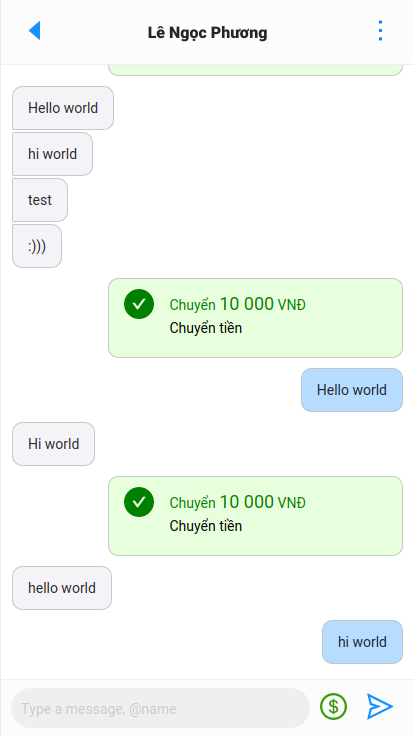 Lê Ngọc Phương
Hello world
hi world
test
:)))
Chuyển 10 000 VNĐ
Chuyển tiền
Hello world
Hi world
Chuyển 10 000 VNĐ
Chuyển tiền
hello world
hi world
Type a message, @name
$